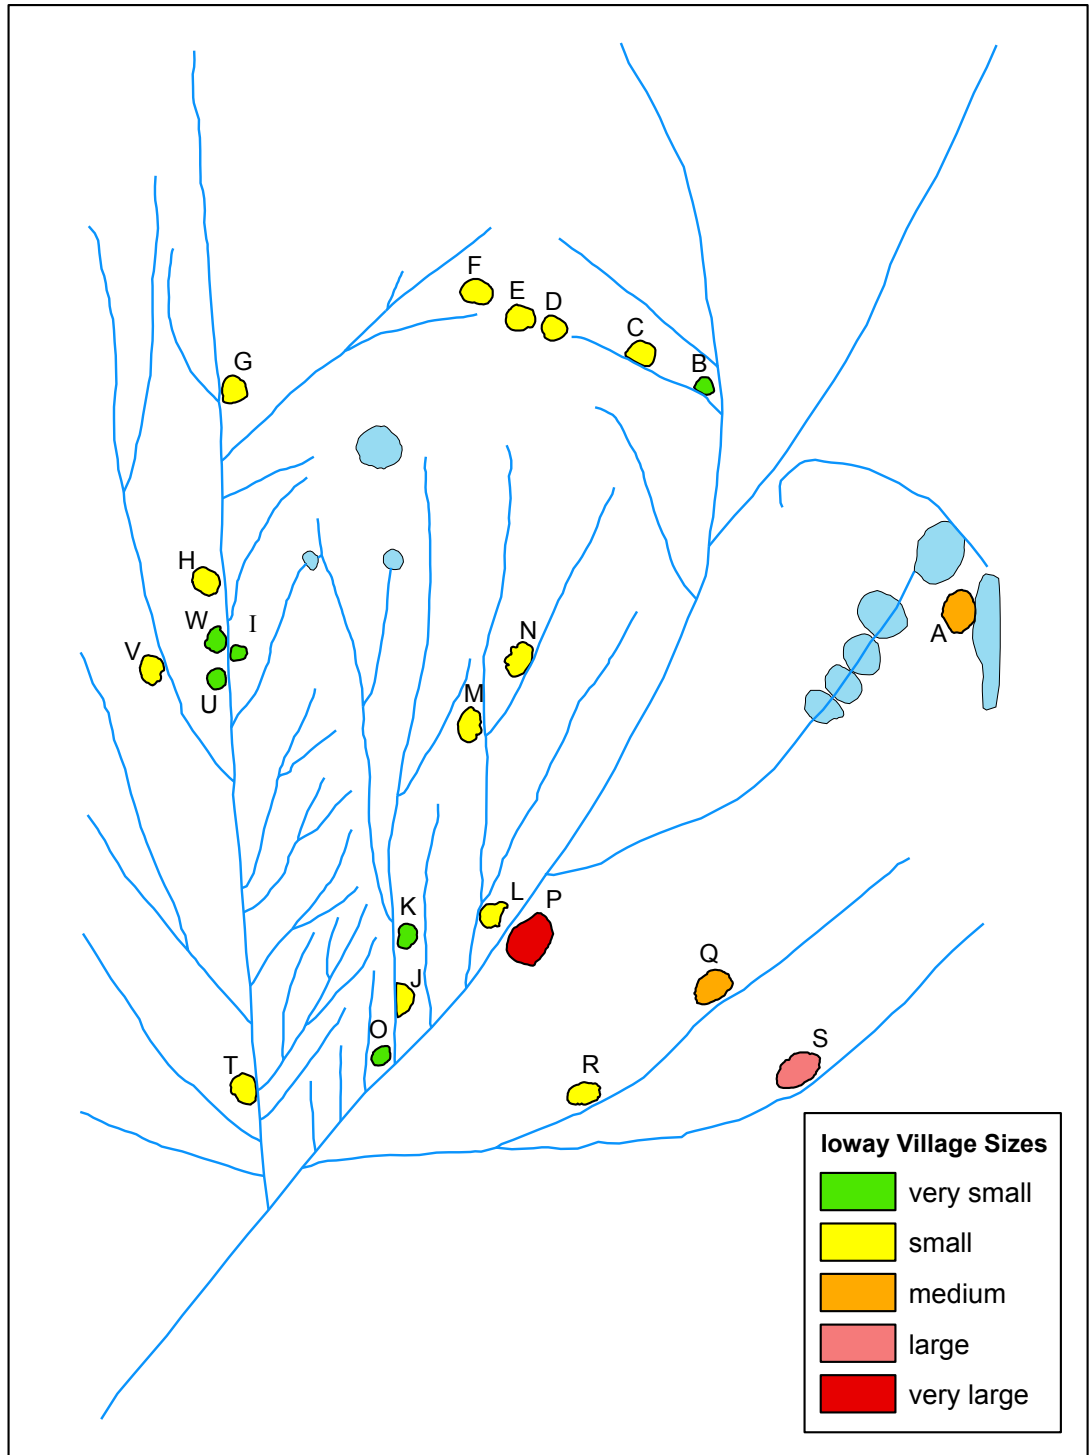 F
E
D
C
B
G
H
W
I
V
U
N
A
M
L
P
K
J
O
Q
S
R
T
Ioway Village Sizes
very small
small
medium
large
very large